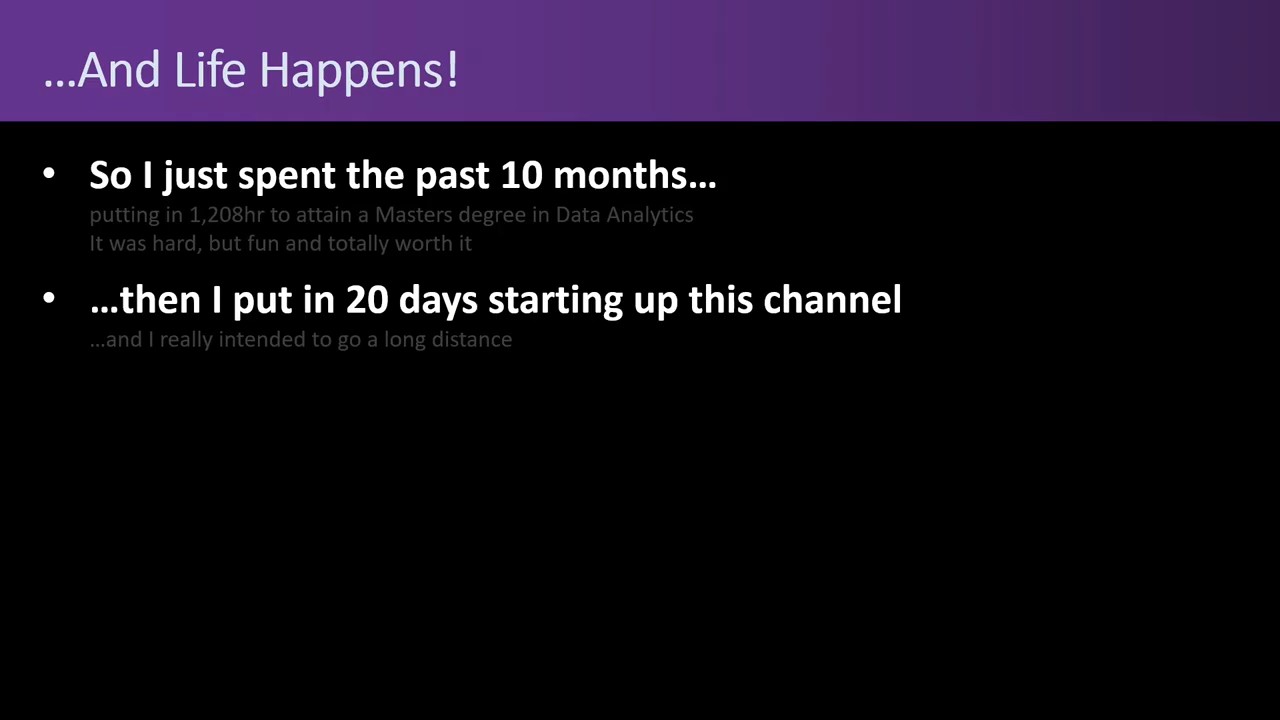 ...And Life Happens!
• So I just spent the past 10 months...
putting in 1,208hr to attain a Masters degree in Data Analytics
It was hard, but fun and totally worth it
• ...then I put in 20 days starting up this channel
...and I really intended to go a long distance